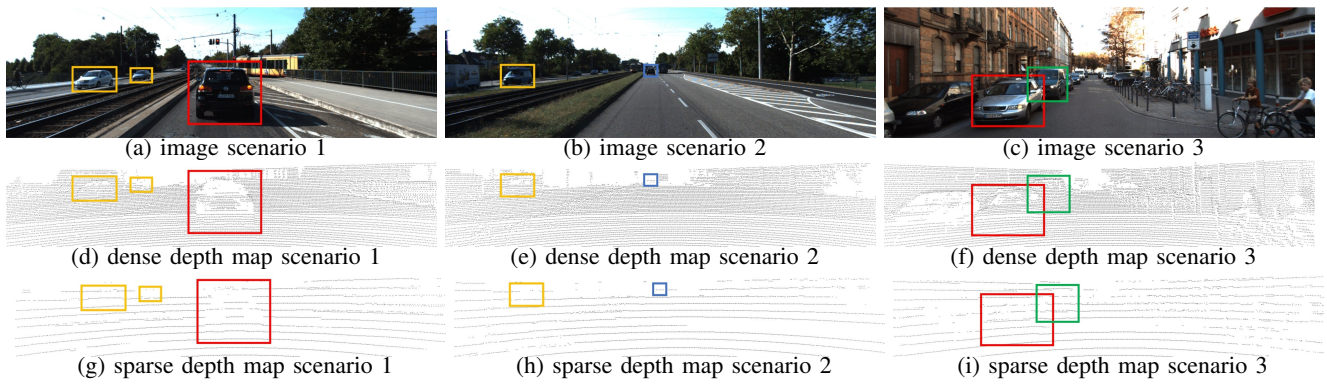 (a) image scenario 1
(b) image scenario 2
(c) image scenario 3
(d) dense depth map scenario 1
(e) dense depth map scenario 2
(f) dense depth map scenario 3
(g) sparse depth map scenario 1
(h) sparse depth map scenario 2
(i) sparse depth map scenario 3